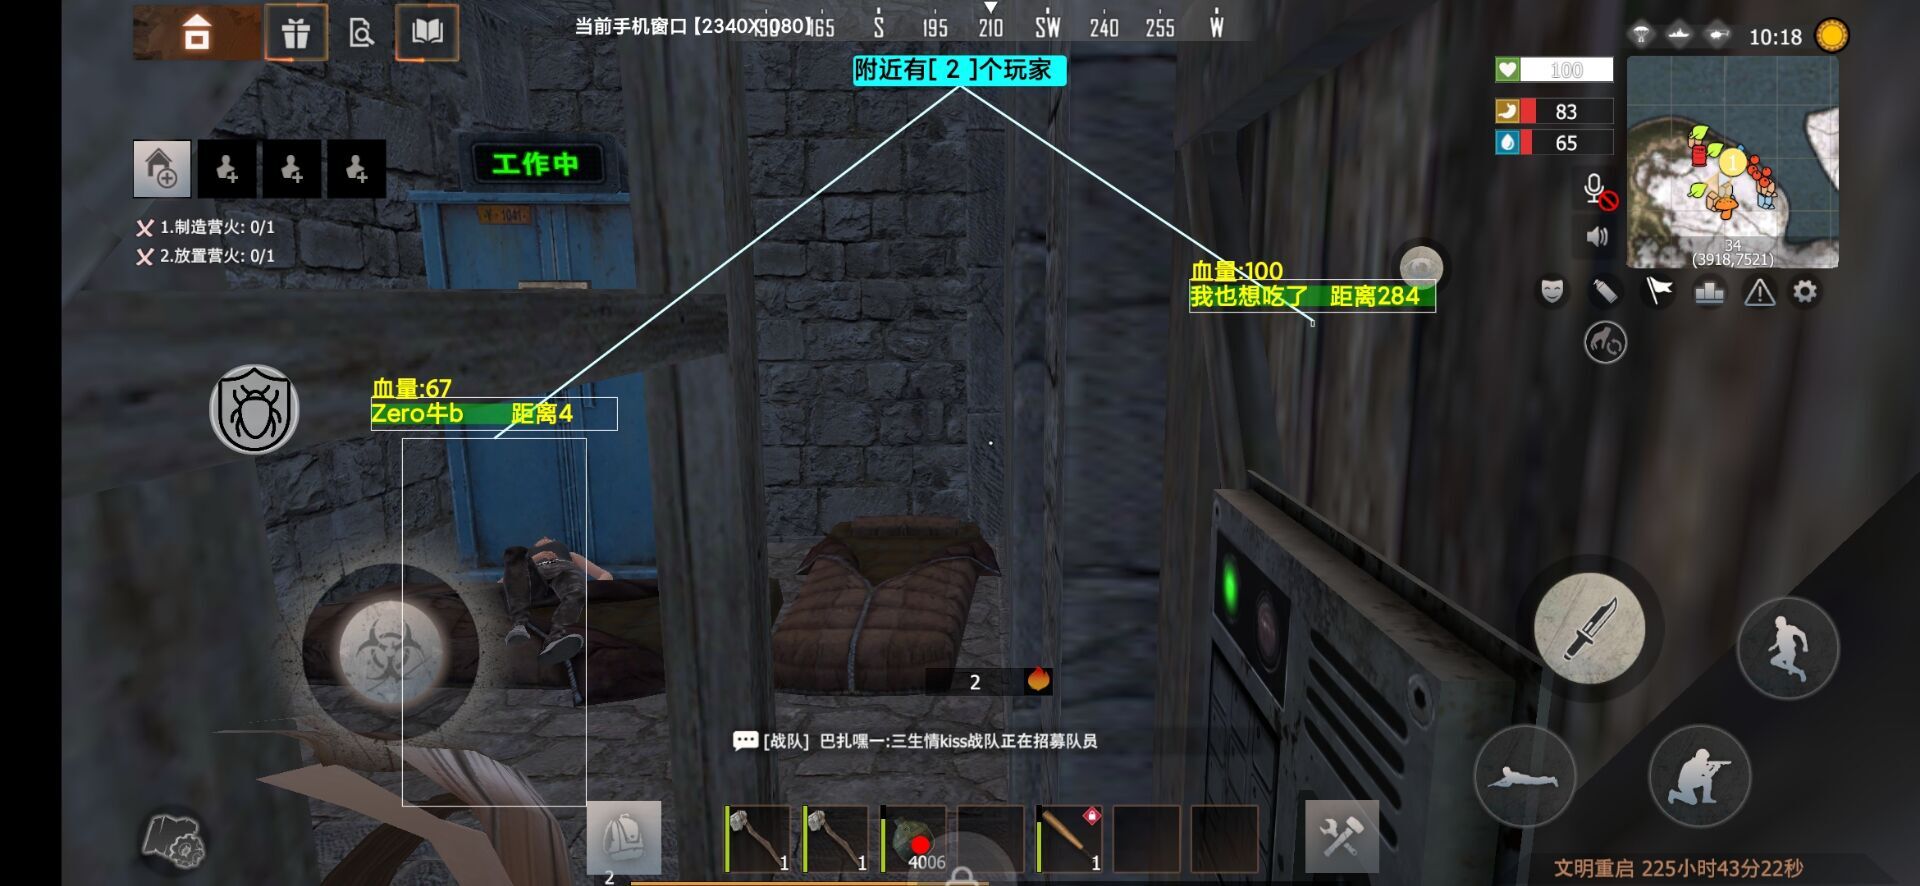 当前手机窗口【2340X1080】
165
S
195
210
SW
240
255
W
10:18
附近有[ 2 ]个玩家
100
83
65
工作中
1
1.制造营火: 0/1
2.放置营火: 0/1
34
(3918,7521)
血量:100
我也想吃了 距离284
血量:67
Zero牛b 距离4
2
[战队] 巴扎嘿一:三生情kiss战队正在招募队员
1
1
4006
1
2
文明重启 225小时43分22秒